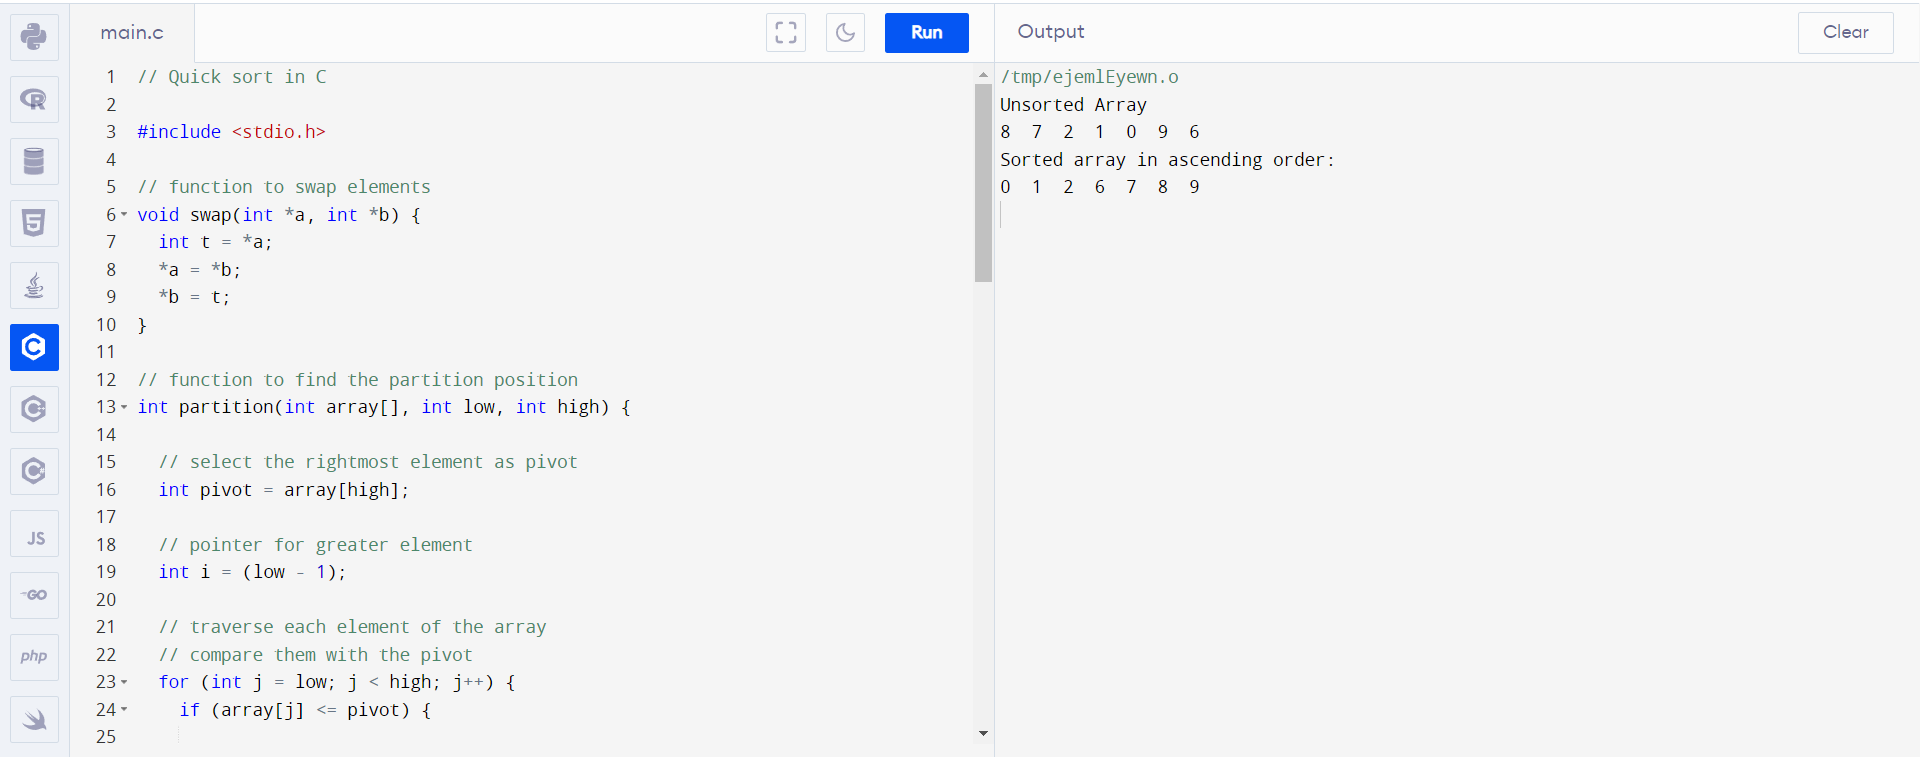 main.c
Run
Output
Clear
1 // Quick sort in C
2
3 #include <stdio.h>
4
5 // function to swap elements
6 void swap(int *a, int *b) {
7 int t = *a;
8 *a = *b;
9 *b = t;
10 }
11
12 // function to find the partition position
13 int partition(int array[], int low, int high) {
14
15 // select the rightmost element as pivot
16 int pivot = array[high];
17
18 // pointer for greater element
19 int i = (low - 1);
20
21 // traverse each element of the array
22 // compare them with the pivot
23 for (int j = low; j < high; j++) {
24 if (array[j] <= pivot) {
25
/tmp/ejemlEyewn.o
Unsorted Array
8 7 2 1 0 9 6
Sorted array in ascending order:
0 1 2 6 7 8 9
R
5
C
C
C
JS
GO
php